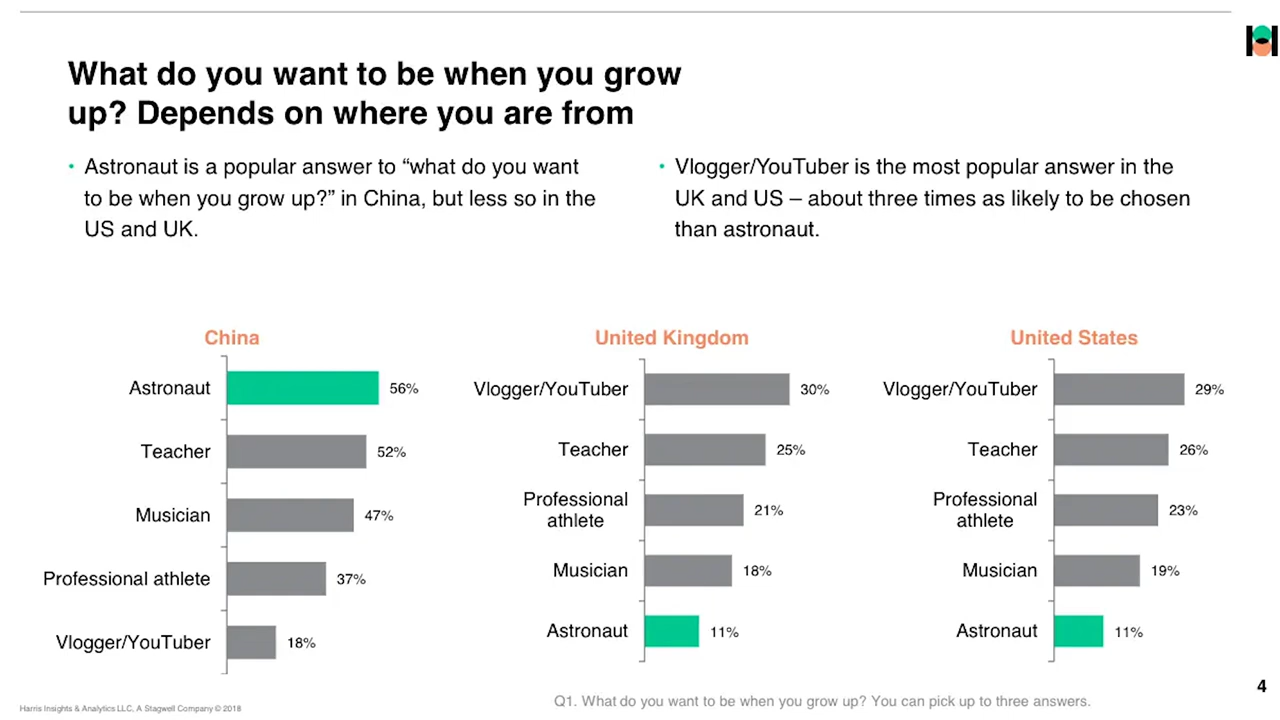 What do you want to be when you grow
up? Depends on where you are from
• Astronaut is a popular answer to “what do you want
to be when you grow up?” in China, but less so in the
US and UK.
• Vlogger/YouTuber is the most popular answer in the
UK and US – about three times as likely to be chosen
than astronaut.
China
Astronaut 56%
Teacher 52%
Musician 47%
Professional athlete 37%
Vlogger/YouTuber 18%
United Kingdom
Vlogger/YouTuber 30%
Teacher 25%
Professional
athlete 21%
Musician 18%
Astronaut 11%
United States
Vlogger/YouTuber 29%
Teacher 26%
Professional
athlete 23%
Musician 19%
Astronaut 11%
4
Q1. What do you want to be when you grow up? You can pick up to three answers.
Harris Insights & Analytics LLC, A Stagwell Company © 2018